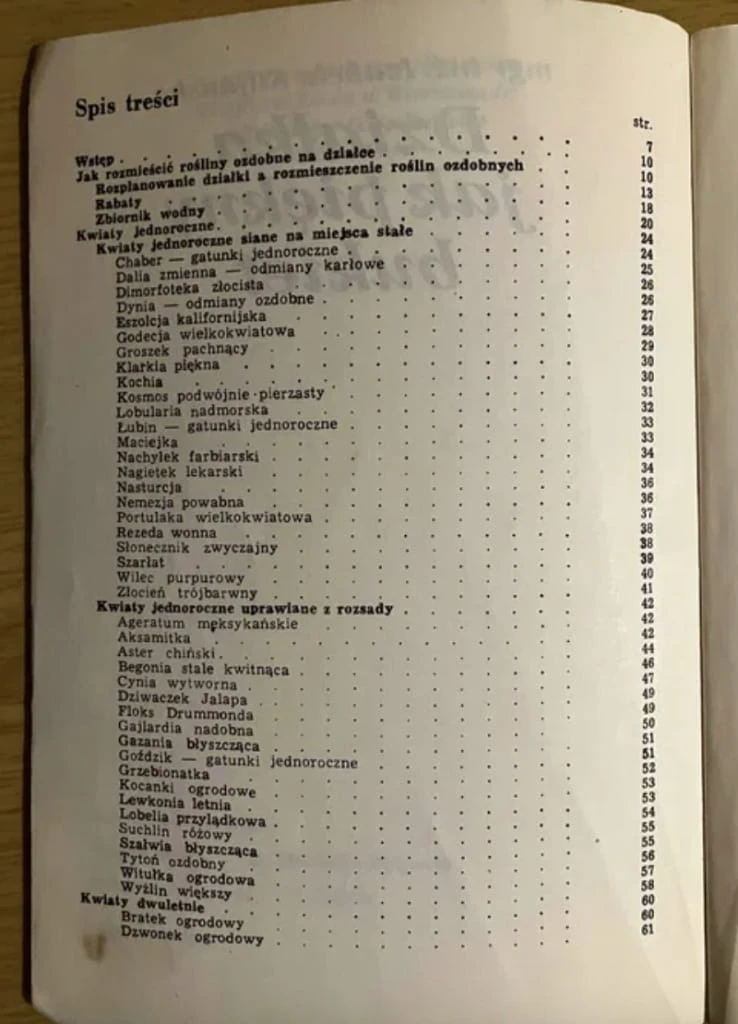 Spis treści
str.
Wstęp . . . . . . . . . . 7
Jak rozmieścić rośliny ozdobne na działce . . . . . . 10
Rozplanowanie działki a rozmieszczenie roślin ozdobnych . . 10
Rabaty . . . . . . . . . . 13
Zbiornik wodny . . . . . . . . . . 18
Kwiaty jednoroczne . . . . . . . . . . 20
Kwiaty jednoroczne siane na miejsca stałe . . . . . . 24
Chaber — gatunki jednoroczne . . . . . . . . 24
Dalia zmienna — odmiany karłowe . . . . . . . 25
Dimorfoteka złocista . . . . . . . . . . 26
Dynia — odmiany ozdobne . . . . . . . . . 26
Eszolcja kalifornijska . . . . . . . . . . 27
Godecja wielkokwiatowa . . . . . . . . . . 28
Groszek pachnący . . . . . . . . . . 29
Klarkia piękna . . . . . . . . . . 30
Kochia . . . . . . . . . . 30
Kosmos podwójnie pierzasty . . . . . . . . . 31
Lobularia nadmorska . . . . . . . . . . 32
Łubin — gatunki jednoroczne . . . . . . . . 33
Maciejka . . . . . . . . . . 33
Nachyłek farbiarski . . . . . . . . . . 34
Nagietek lekarski . . . . . . . . . . 34
Nasturcja . . . . . . . . . . 36
Nemezja powabna . . . . . . . . . . 36
Portulaka wielkokwiatowa . . . . . . . . . 37
Rezeda wonna . . . . . . . . . . 38
Słonecznik zwyczajny . . . . . . . . . . 38
Szarłat . . . . . . . . . . 39
Wilec purpurowy . . . . . . . . . . 40
Złocień trójbarwny . . . . . . . . . . 41
Kwiaty jednoroczne uprawiane z rozsady . . . . . . . 42
Ageratum meksykańskie . . . . . . . . . 42
Aksamitka . . . . . . . . . . 42
Aster chiński . . . . . . . . . . 44
Begonia stale kwitnąca . . . . . . . . . . 46
Cynia wytworna . . . . . . . . . . 47
Dziwaczek Jalapa . . . . . . . . . . 49
Floks Drummonda . . . . . . . . . . 49
Gajlardia nadobna . . . . . . . . . . 50
Gazania błyszcząca . . . . . . . . . . 51
Goździk — gatunki jednoroczne . . . . . . . 51
Grzebionatka . . . . . . . . . . 52
Kocanki ogrodowe . . . . . . . . . . 53
Lewkonia letnia . . . . . . . . . . 53
Lobelia przylądkowa . . . . . . . . . . 54
Suchlin różowy . . . . . . . . . . 55
Szałwia błyszcząca . . . . . . . . . . 55
Tytoń ozdobny . . . . . . . . . . 56
Witułka ogrodowa . . . . . . . . . . 57
Wyżlin większy . . . . . . . . . . 58
Kwiaty dwuletnie . . . . . . . . . . 60
Bratek ogrodowy . . . . . . . . . . 60
Dzwonek ogrodowy . . . . . . . . . . 61